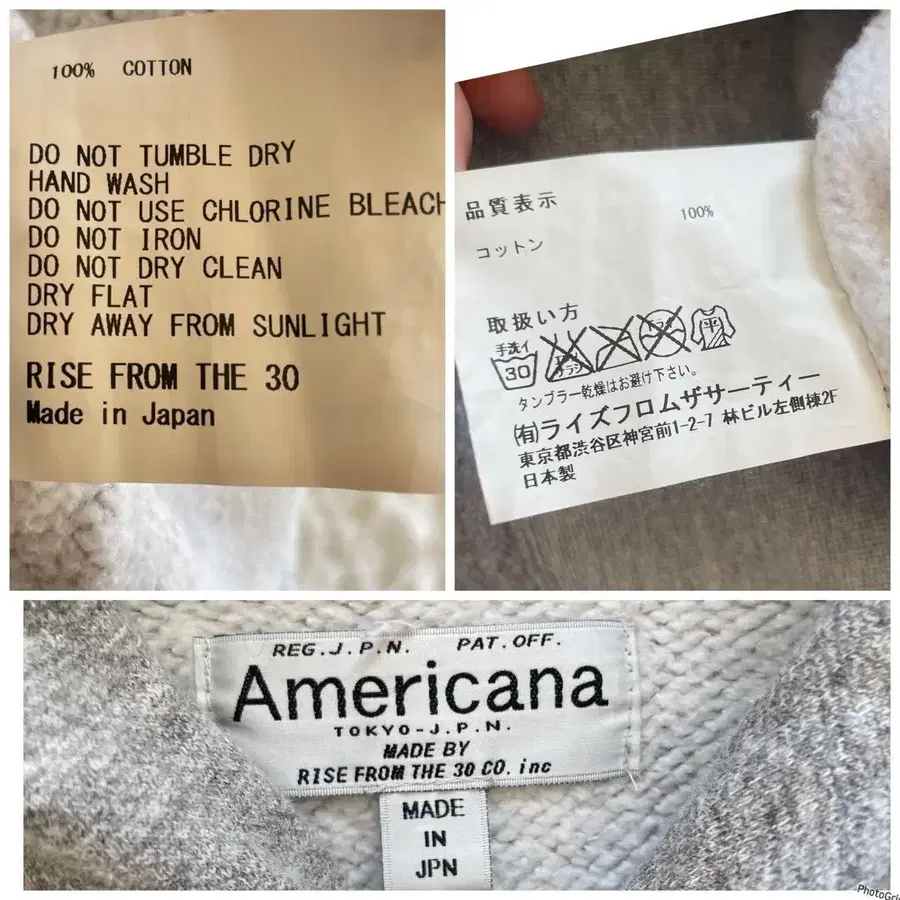 100% COTTON
DO NOT TUMBLE DRY
HAND WASH
DO NOT USE CHLORINE BLEACH
DO NOT IRON
DO NOT DRY CLEAN
DRY FLAT
DRY AWAY FROM SUNLIGHT
RISE FROM THE 30
Made in Japan
品質表示
コットン 100%
取扱い方
手洗イ
30
平
タンブラー乾燥はお避け下さい。
(有)ライズフロムザサーティー
東京都渋谷区神宮前1-2-7 林ビル左側棟2F
日本製
REG.J.P.N. PAT.OFF.
Americana
TOKYO-J.P.N.
MADE BY
RISE FROM THE 30 CO. inc
MADE
IN
JPN